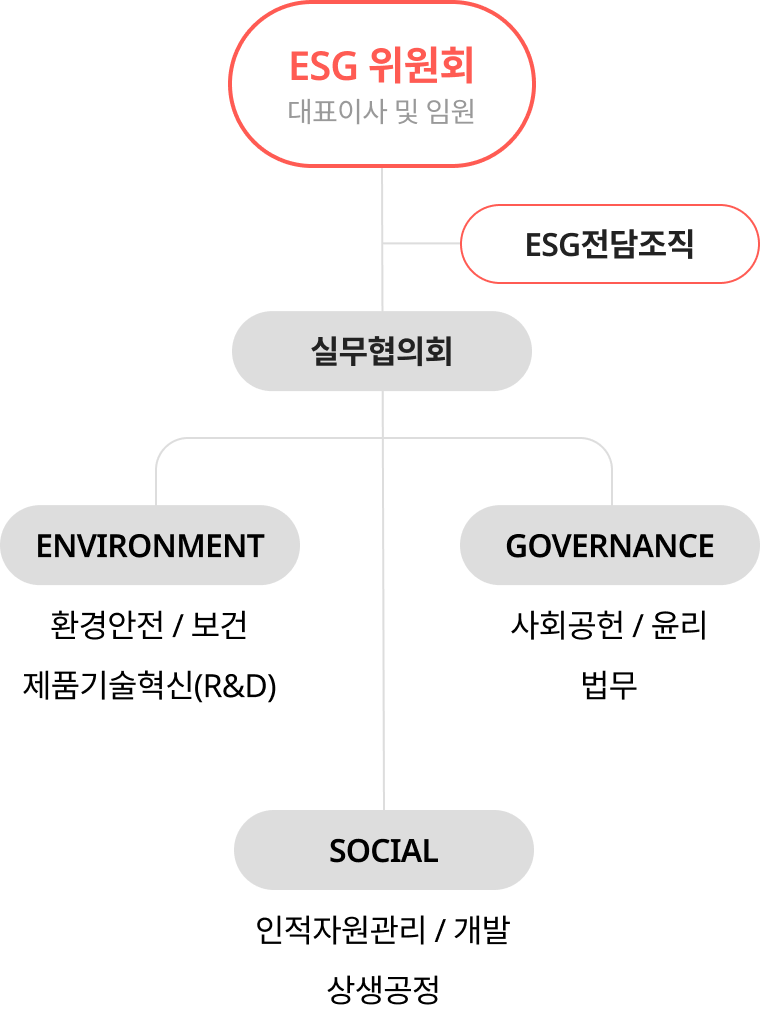 ESG 위원회
대표이사 및 임원
ESG전담조직
실무협의회
ENVIRONMENT
환경안전 / 보건
제품기술혁신(R&D)
GOVERNANCE
사회공헌 / 윤리
법무
SOCIAL
인적자원관리 / 개발
상생공정